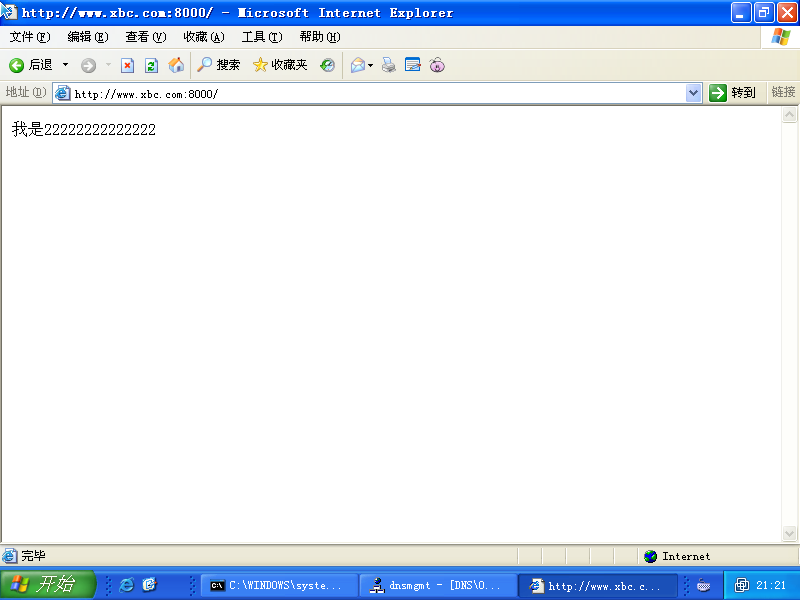 http://www.xbc.com:8000/ - Microsoft Internet Explorer
文件(F) 编辑(E) 查看(V) 收藏(A) 工具(T) 帮助(H)
后退 搜索 收藏夹
地址(D) http://www.xbc.com:8000/ 转到 链接
我是22222222222222
完毕 Internet
开始 C:\WINDOWS\syste... dnsmgmt - [DNS\O... http://www.xbc.c... 21:21